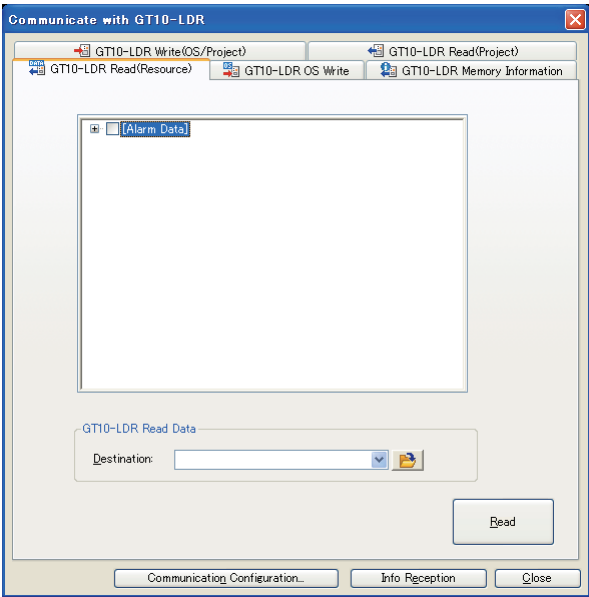 Communicate with GT10-LDR
GT10-LDR Write(OS/Project)
GT10-LDR Read(Project)
DATA
GT10-LDR Read(Resource)
OS
GT10-LDR OS Write
GT10-LDR Memory Information
[Alarm Data]
GT10-LDR Read Data
Destination:
Read
Communication Configuration...
Info Reception
Close